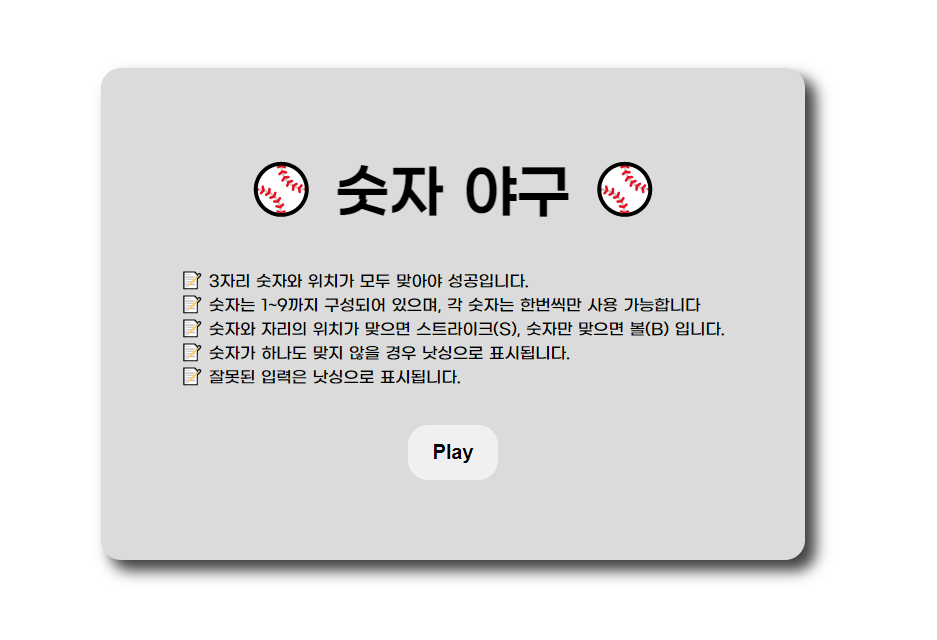 숫자 야구
3자리 숫자와 위치가 모두 맞아야 성공입니다.
숫자는 1~9까지 구성되어 있으며, 각 숫자는 한번씩만 사용 가능합니다
숫자와 자리의 위치가 맞으면 스트라이크(S), 숫자만 맞으면 볼(B) 입니다.
숫자가 하나도 맞지 않을 경우 낫싱으로 표시됩니다.
잘못된 입력은 낫싱으로 표시됩니다.
Play